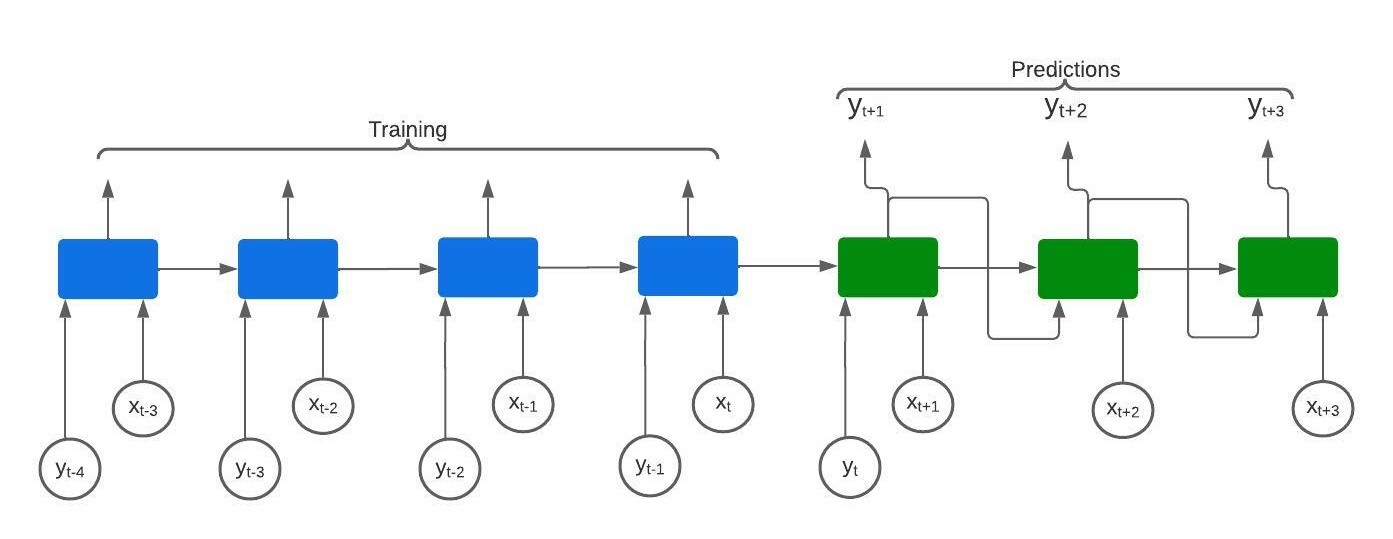 Predictions
y_{t+1} y_{t+2} y_{t+3}
Training
x_{t-3} x_{t-2} x_{t-1} x_t x_{t+1} x_{t+2} x_{t+3}
y_{t-4} y_{t-3} y_{t-2} y_{t-1} y_t